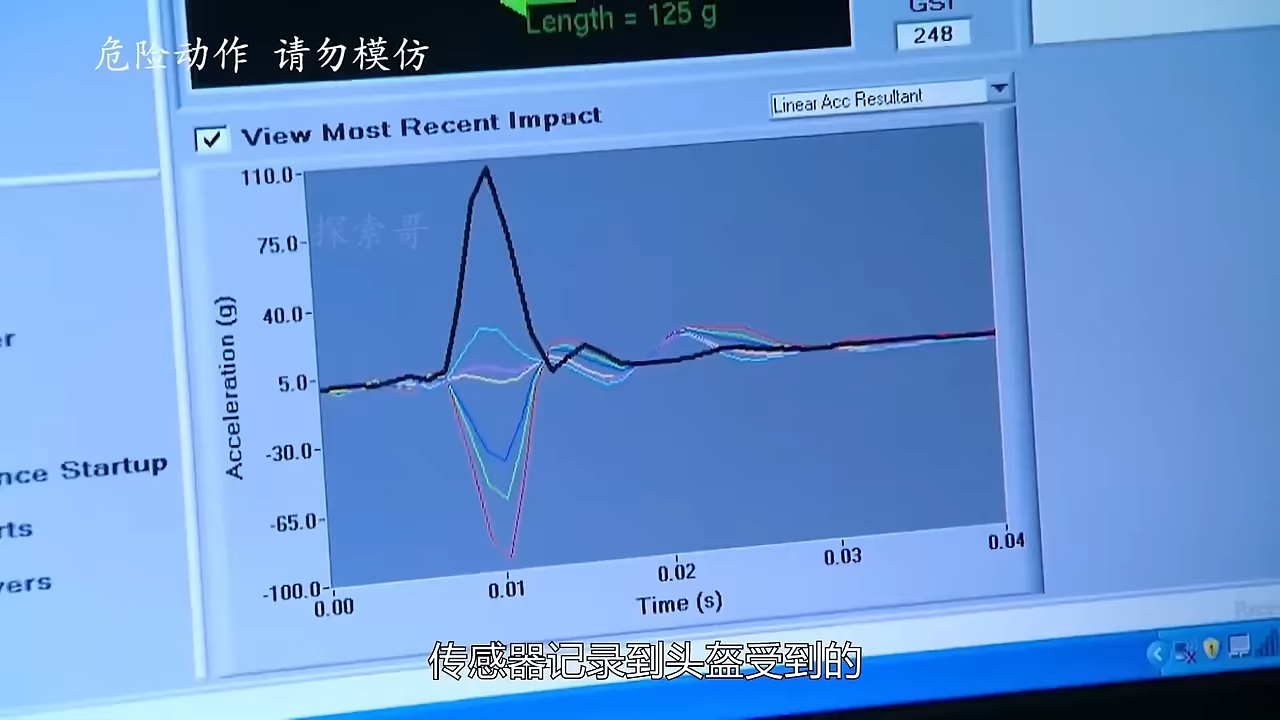 Length = 125 g
GSI
248
危险动作 请勿模仿
Linear Acc Resultant
View Most Recent Impact
110.0
探索哥
75.0
40.0
5.0
-30.0
-65.0
-100.0
Acceleration (g)
0.00
0.01
0.02
0.03
0.04
Time (s)
r
nce Startup
rts
vers
传感器记录到头盔受到的